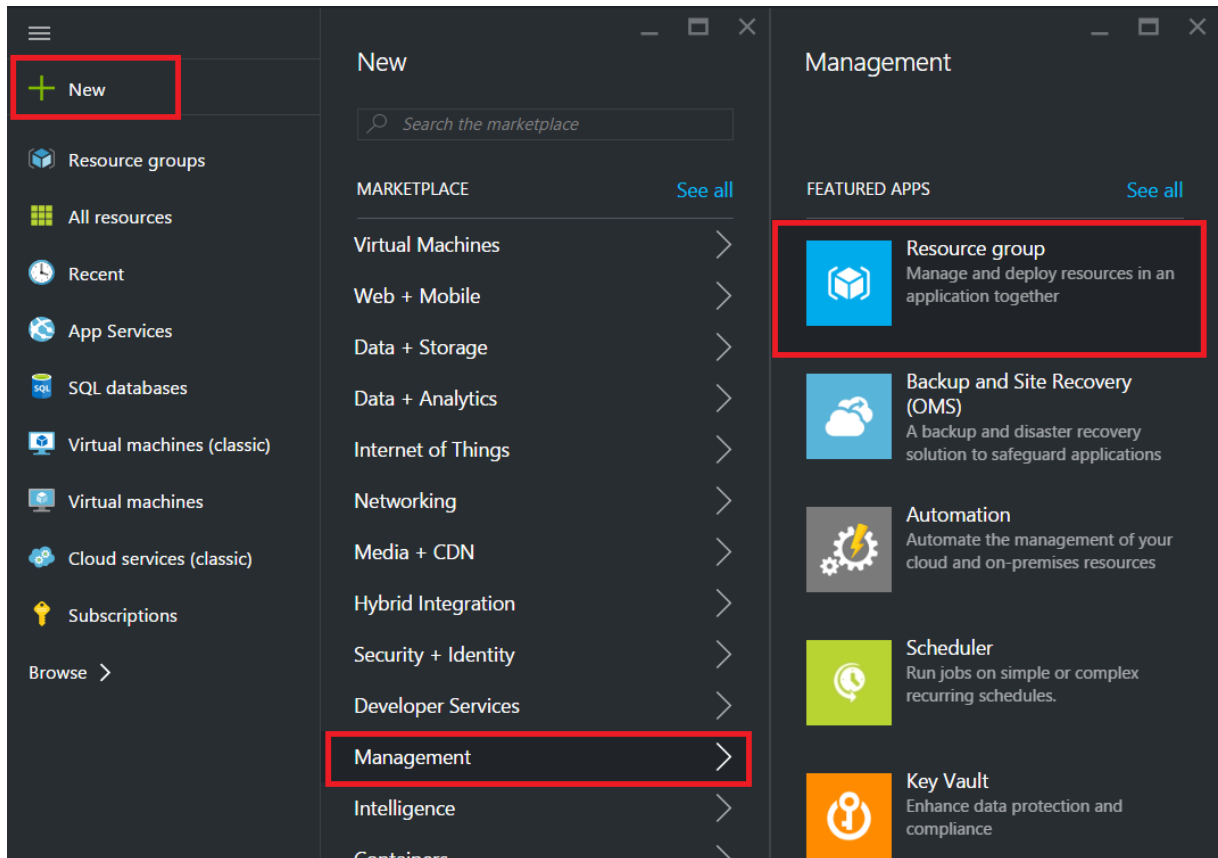 New
Resource groups
All resources
Recent
App Services
SQL
SQL databases
Virtual machines (classic)
Virtual machines
Cloud services (classic)
Subscriptions
Browse
New
Search the marketplace
MARKETPLACE
See all
Virtual Machines
Web + Mobile
Data + Storage
Data + Analytics
Internet of Things
Networking
Media + CDN
Hybrid Integration
Security + Identity
Developer Services
Management
Intelligence
Containers
Management
FEATURED APPS
See all
Resource group
Manage and deploy resources in an
application together
Backup and Site Recovery
(OMS)
A backup and disaster recovery
solution to safeguard applications
Automation
Automate the management of your
cloud and on-premises resources
Scheduler
Run jobs on simple or complex
recurring schedules.
Key Vault
Enhance data protection and
compliance